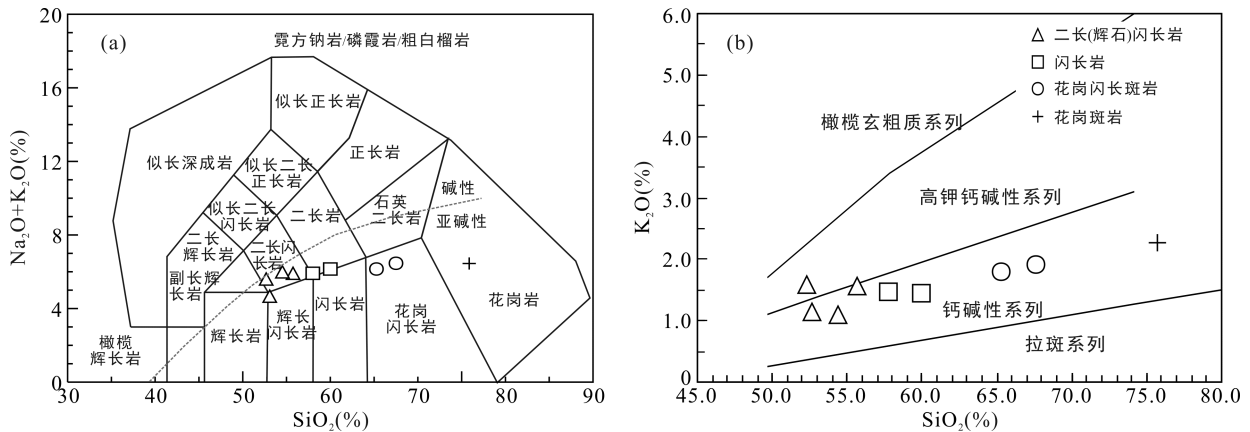 (a)
Na₂O+K₂O(%)
20
16
12
8
4
0
30
40
50
60
70
80
90
SiO₂(%)
霓方钠岩/磷霞岩/粗白榴岩
似长正长岩
似长深成岩
似长二长
正长岩
正长岩
碱性
亚碱性
石英
二长岩
似长二长
闪长岩
二长岩
二长
辉长岩
二长闪
长岩
副长辉
长岩
橄榄
辉长岩
辉长岩
辉长
闪长岩
闪长岩
花岗
闪长岩
花岗岩
(b)
K₂O(%)
6.0
5.0
4.0
3.0
2.0
1.0
0
45.0
50.0
55.0
60.0
65.0
70.0
75.0
80.0
SiO₂(%)
二长(辉石)闪长岩
闪长岩
花岗闪长斑岩
花岗斑岩
橄榄玄粗质系列
高钾钙碱性系列
钙碱性系列
拉斑系列